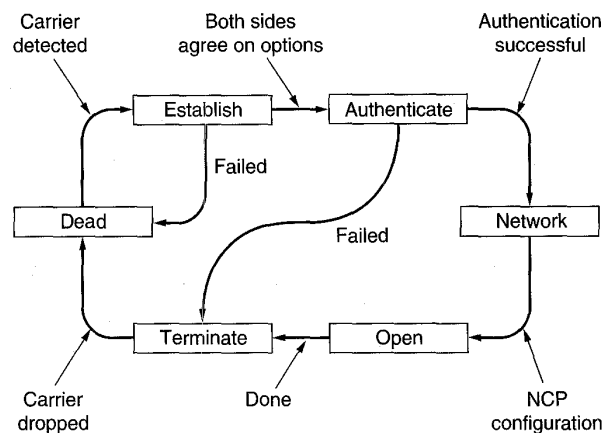 Carrier
detected
Both sides
agree on options
Authentication
successful
Establish
Authenticate
Failed
Dead
Network
Failed
Terminate
Open
Carrier
dropped
Done
NCP
configuration